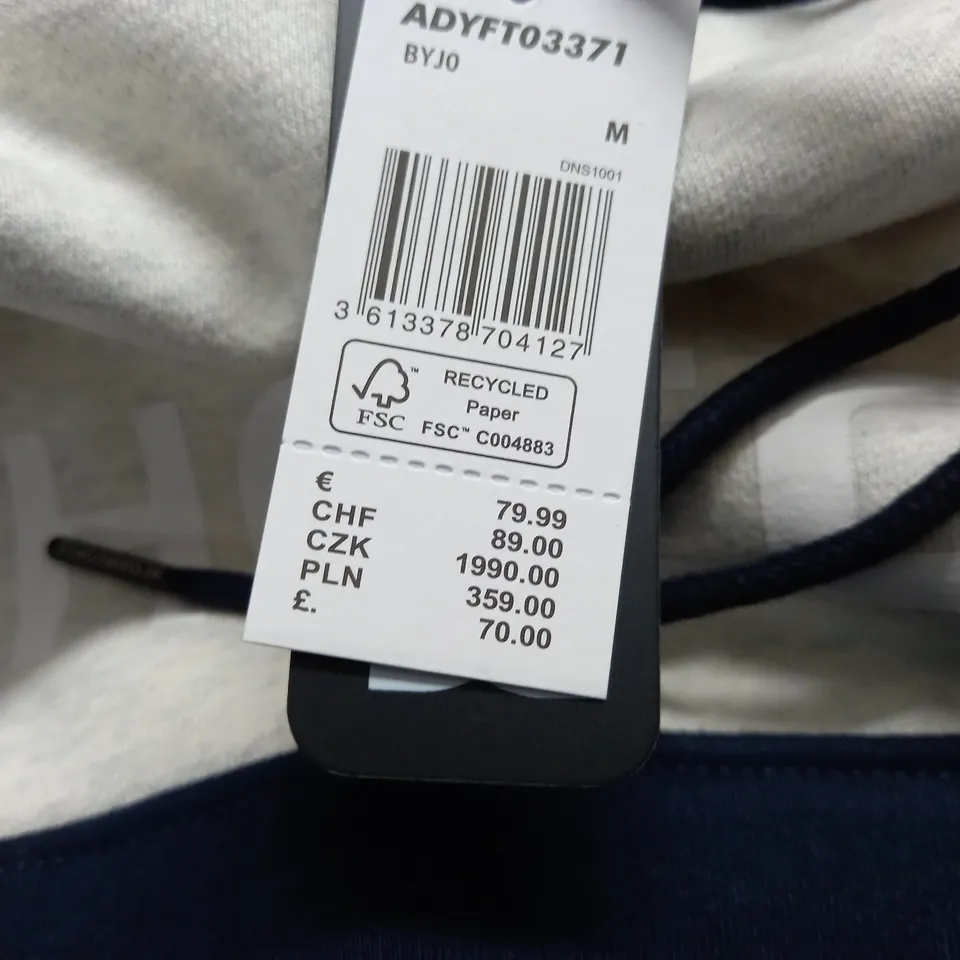 ADYFT03371
BYJ0
M
DNS1001
3 613378 704127
FSC™
RECYCLED
Paper
FSC™ C004883
€ 79.99
CHF 89.00
CZK 1990.00
PLN 359.00
£. 70.00